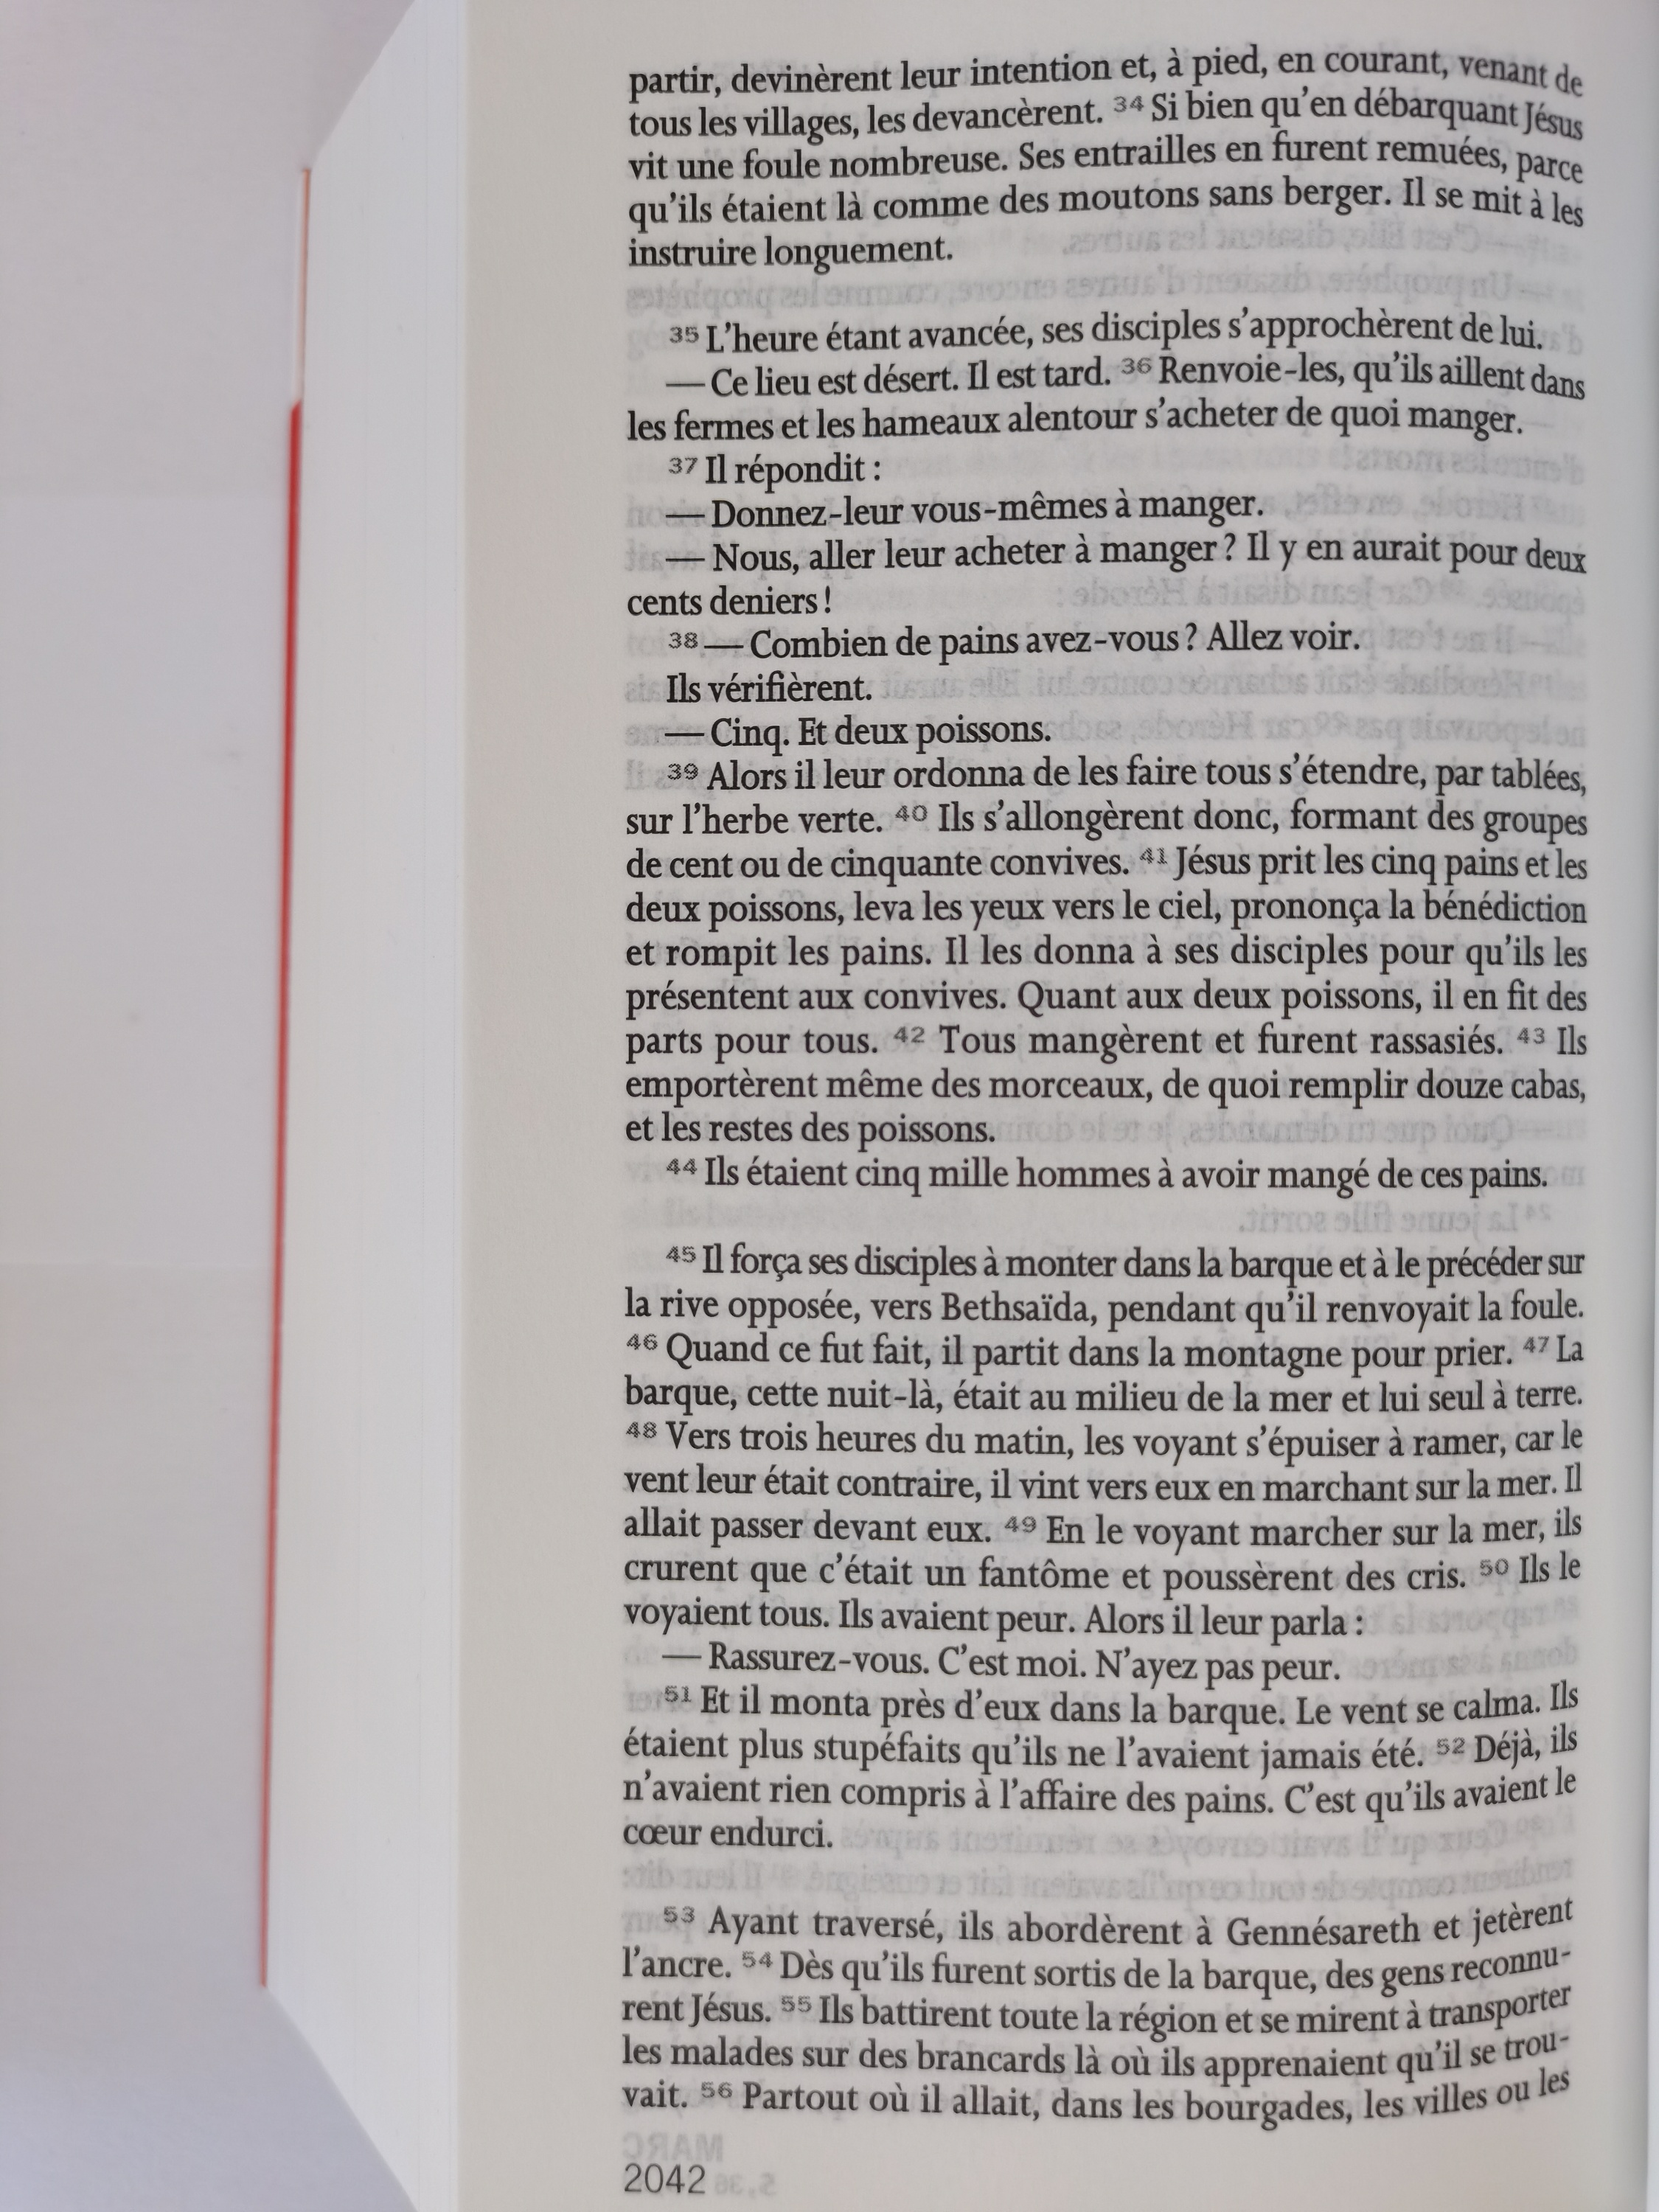 partir, devinèrent leur intention et, à pied, en courant, venant de
tous les villages, les devancèrent. 34 Si bien qu’en débarquant Jésus
vit une foule nombreuse. Ses entrailles en furent remuées, parce
qu’ils étaient là comme des moutons sans berger. Il se mit à les
instruire longuement.
35 L’heure étant avancée, ses disciples s’approchèrent de lui.
— Ce lieu est désert. Il est tard. 36 Renvoie-les, qu’ils aillent dans
les fermes et les hameaux alentour s’acheter de quoi manger.
37 Il répondit :
— Donnez-leur vous-mêmes à manger.
— Nous, aller leur acheter à manger ? Il y en aurait pour deux
cents deniers !
38 — Combien de pains avez-vous ? Allez voir.
Ils vérifièrent.
— Cinq. Et deux poissons.
39 Alors il leur ordonna de les faire tous s’étendre, par tablées,
sur l’herbe verte. 40 Ils s’allongèrent donc, formant des groupes
de cent ou de cinquante convives. 41 Jésus prit les cinq pains et les
deux poissons, leva les yeux vers le ciel, prononça la bénédiction
et rompit les pains. Il les donna à ses disciples pour qu’ils les
présentent aux convives. Quant aux deux poissons, il en fit des
parts pour tous. 42 Tous mangèrent et furent rassasiés. 43 Ils
emportèrent même des morceaux, de quoi remplir douze cabas,
et les restes des poissons.
44 Ils étaient cinq mille hommes à avoir mangé de ces pains.
45 Il força ses disciples à monter dans la barque et à le précéder sur
la rive opposée, vers Bethsaïda, pendant qu’il renvoyait la foule.
46 Quand ce fut fait, il partit dans la montagne pour prier. 47 La
barque, cette nuit-là, était au milieu de la mer et lui seul à terre.
48 Vers trois heures du matin, les voyant s’épuiser à ramer, car le
vent leur était contraire, il vint vers eux en marchant sur la mer. Il
allait passer devant eux. 49 En le voyant marcher sur la mer, ils
crurent que c’était un fantôme et poussèrent des cris. 50 Ils le
voyaient tous. Ils avaient peur. Alors il leur parla :
— Rassurez-vous. C’est moi. N’ayez pas peur.
51 Et il monta près d’eux dans la barque. Le vent se calma. Ils
étaient plus stupéfaits qu’ils ne l’avaient jamais été. 52 Déjà, ils
n’avaient rien compris à l’affaire des pains. C’est qu’ils avaient le
cœur endurci.
53 Ayant traversé, ils abordèrent à Gennésareth et jetèrent
l’ancre. 54 Dès qu’ils furent sortis de la barque, des gens reconnu-
rent Jésus. 55 Ils battirent toute la région et se mirent à transporter
les malades sur des brancards là où ils apprenaient qu’il se trou-
vait. 56 Partout où il allait, dans les bourgades, les villes ou les
2042